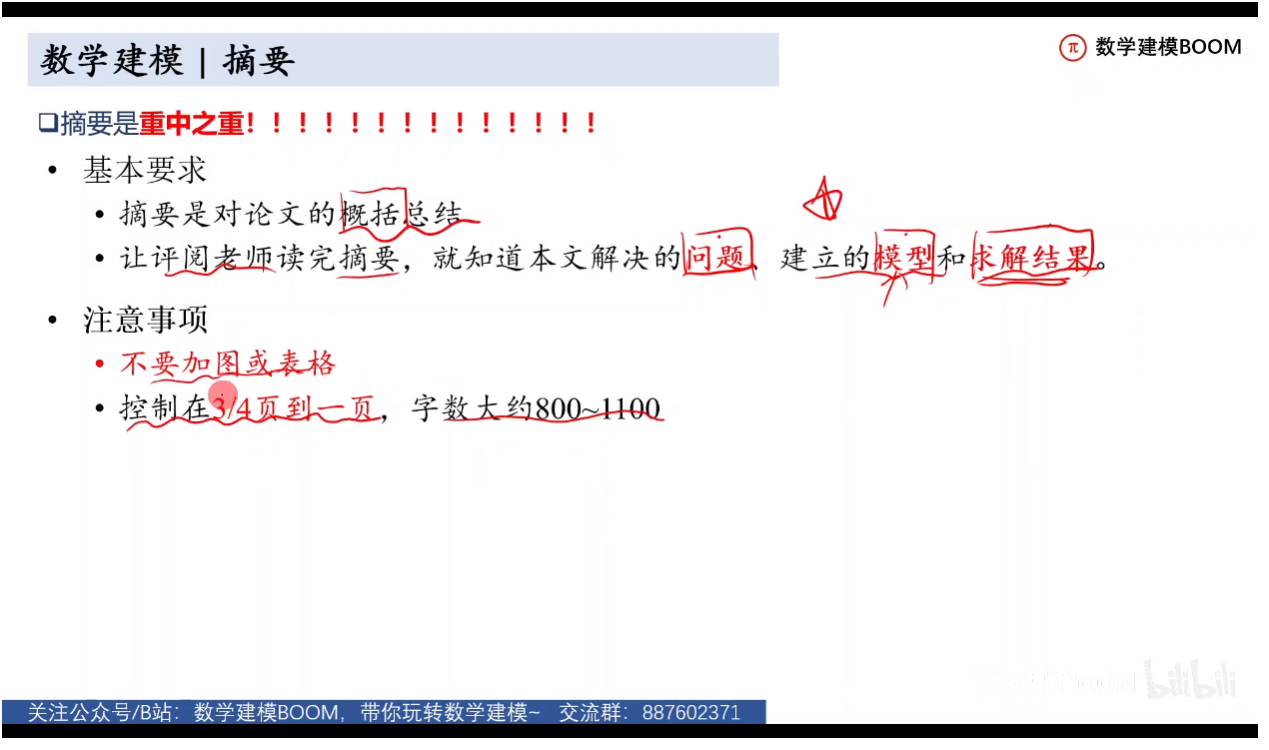 数学建模 | 摘要
π 数学建模BOOM
❑摘要是重中之重！！！！！！！！！！！！！！
• 基本要求
• 摘要是对论文的概括总结
• 让评阅老师读完摘要，就知道本文解决的问题、建立的模型和求解结果。
• 注意事项
• 不要加图或表格
• 控制在3/4页到一页，字数大约800~1100
bilibili
关注公众号/B站：数学建模BOOM，带你玩转数学建模~ 交流群：887602371